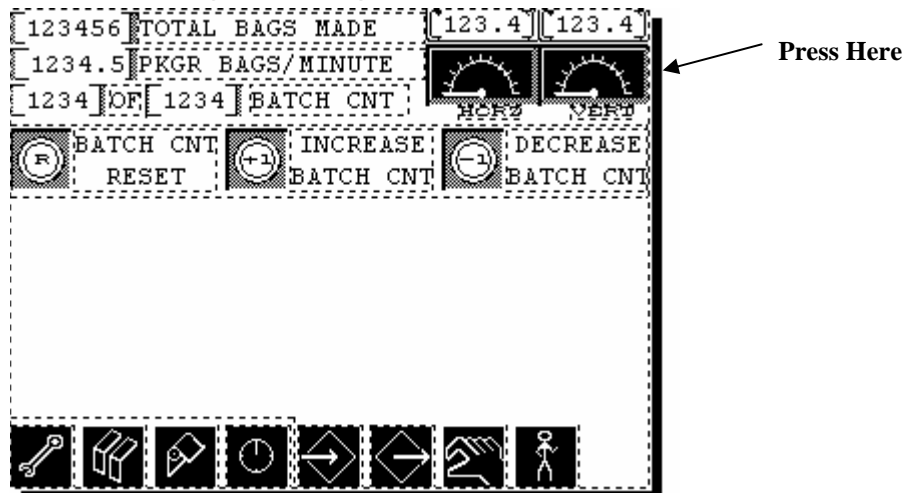 123456 TOTAL BAGS MADE 123.4 123.4
1234.5 PKGR BAGS/MINUTE
1234 OF 1234 BATCH CNT
HORZ VERT
R BATCH CNT RESET
+1 INCREASE BATCH CNT
-1 DECREASE BATCH CNT
Press Here